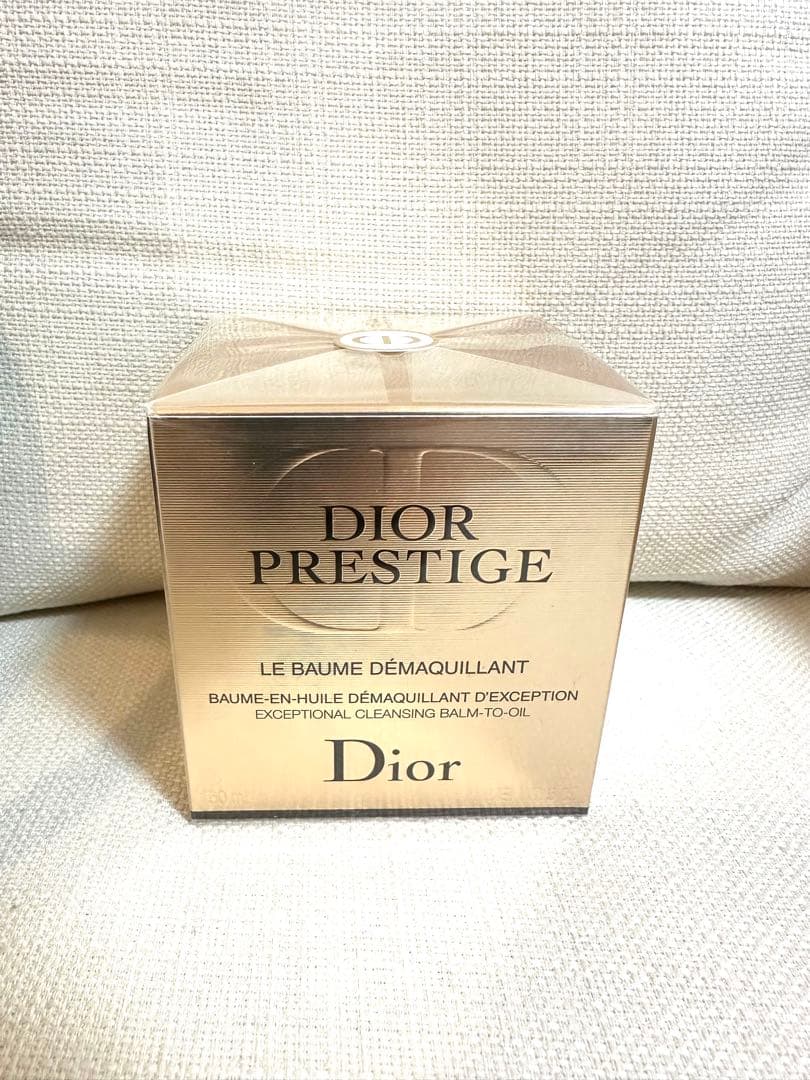 DIOR
PRESTIGE
LE BAUME DÉMAQUILLANT
BAUME-EN-HUILE DÉMAQUILLANT D'EXCEPTION
EXCEPTIONAL CLEANSING BALM-TO-OIL
Dior